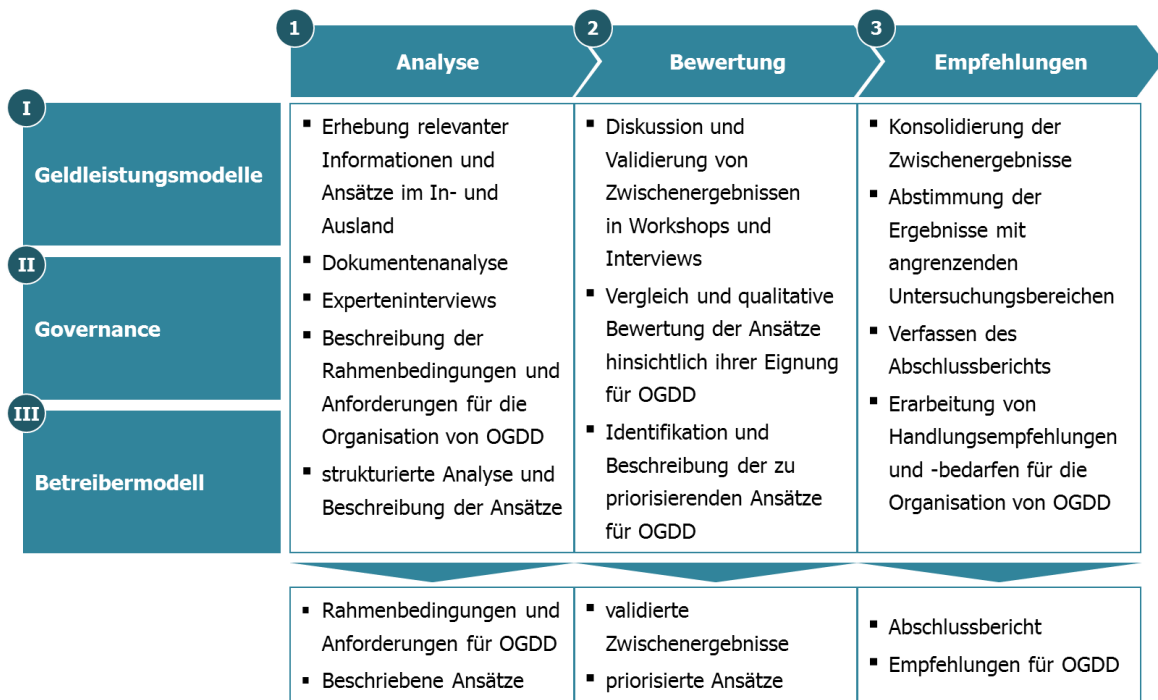 1
Analyse
2
Bewertung
3
Empfehlungen
I
Geldleistungsmodelle
II
Governance
III
Betreibermodell
▪ Erhebung relevanter
Informationen und
Ansätze im In- und
Ausland
▪ Dokumentenanalyse
▪ Experteninterviews
▪ Beschreibung der
Rahmenbedingungen und
Anforderungen für die
Organisation von OGDD
▪ strukturierte Analyse und
Beschreibung der Ansätze
▪ Diskussion und
Validierung von
Zwischenergebnissen
in Workshops und
Interviews
▪ Vergleich und qualitative
Bewertung der Ansätze
hinsichtlich ihrer Eignung
für OGDD
▪ Identifikation und
Beschreibung der zu
priorisierenden Ansätze
für OGDD
▪ Konsolidierung der
Zwischenergebnisse
▪ Abstimmung der
Ergebnisse mit
angrenzenden
Untersuchungsbereichen
▪ Verfassen des
Abschlussberichts
▪ Erarbeitung von
Handlungsempfehlungen
und -bedarfen für die
Organisation von OGDD
▪ Rahmenbedingungen und
Anforderungen für OGDD
▪ Beschriebene Ansätze
▪ validierte
Zwischenergebnisse
▪ priorisierte Ansätze
▪ Abschlussbericht
▪ Empfehlungen für OGDD